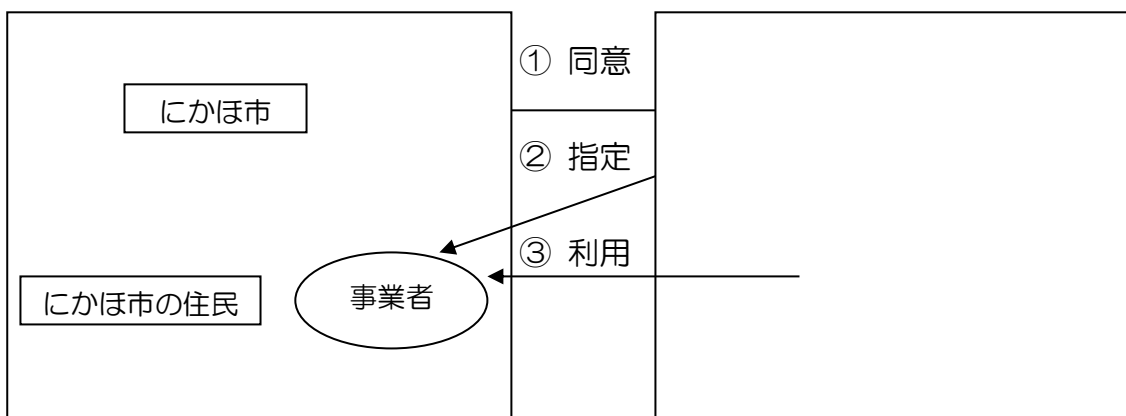 ① 同意
にかほ市
② 指定
③ 利用
にかほ市の住民
事業者